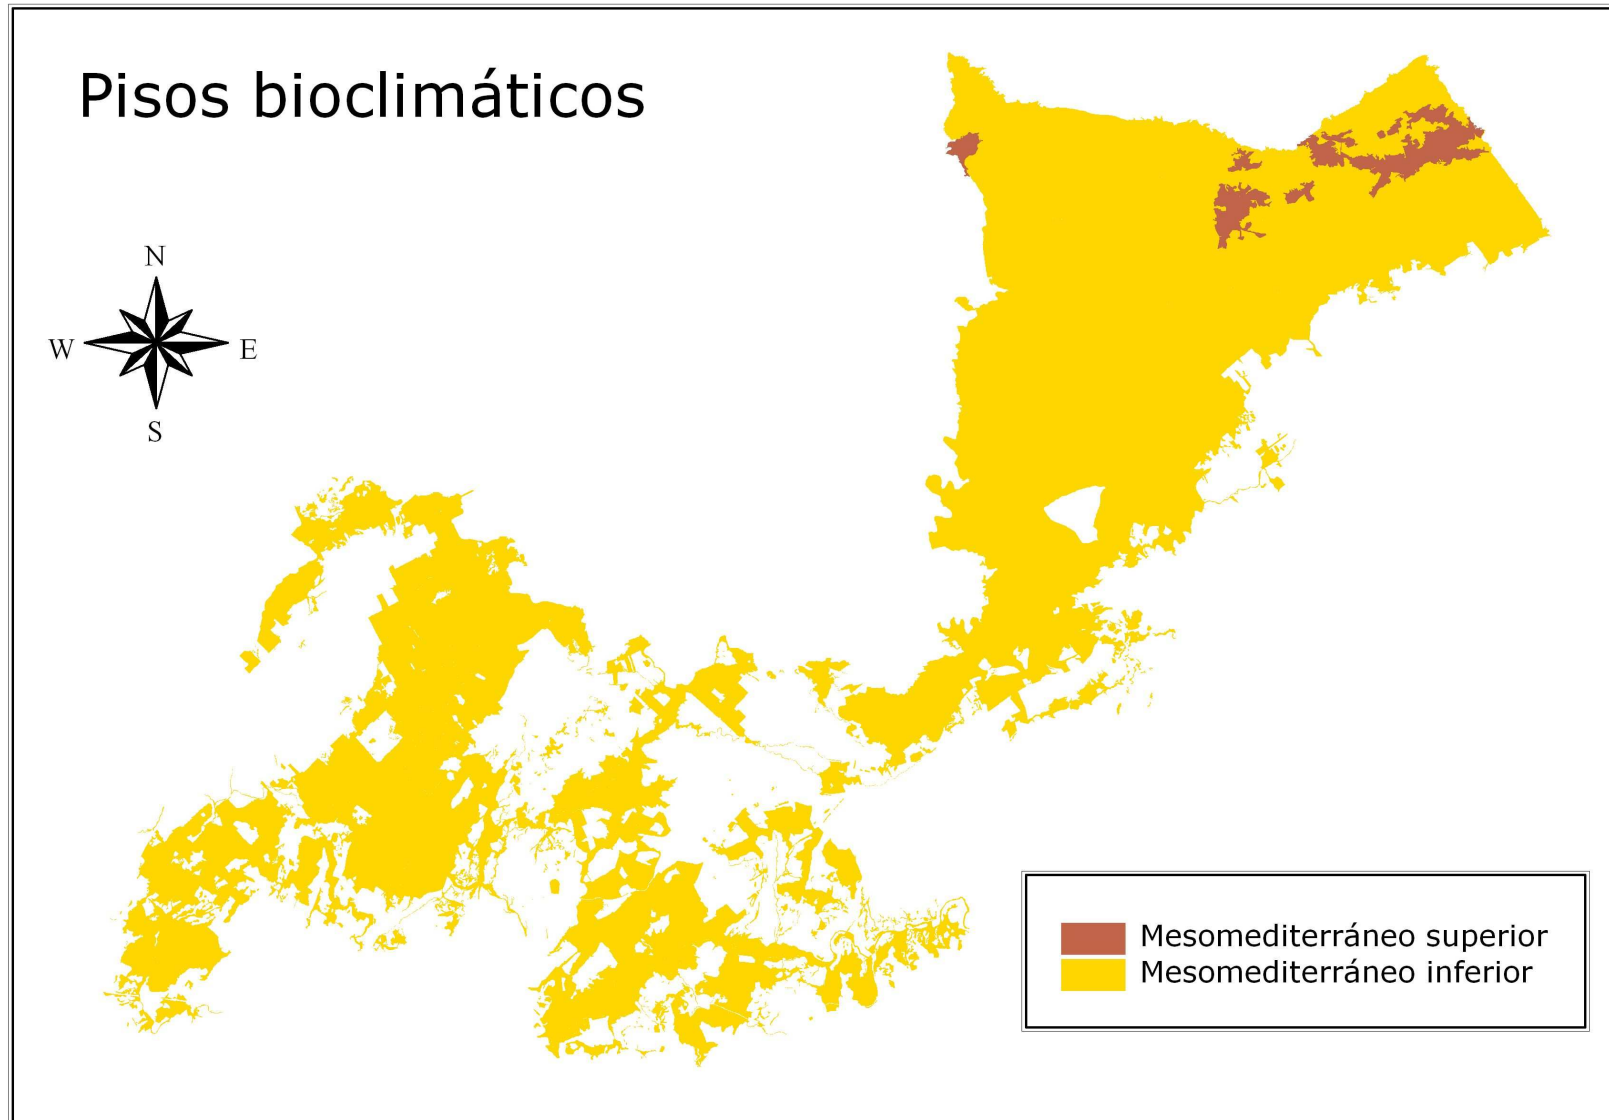 Pisos bioclimáticos
N
W
E
S
Mesomediterráneo superior
Mesomediterráneo inferior